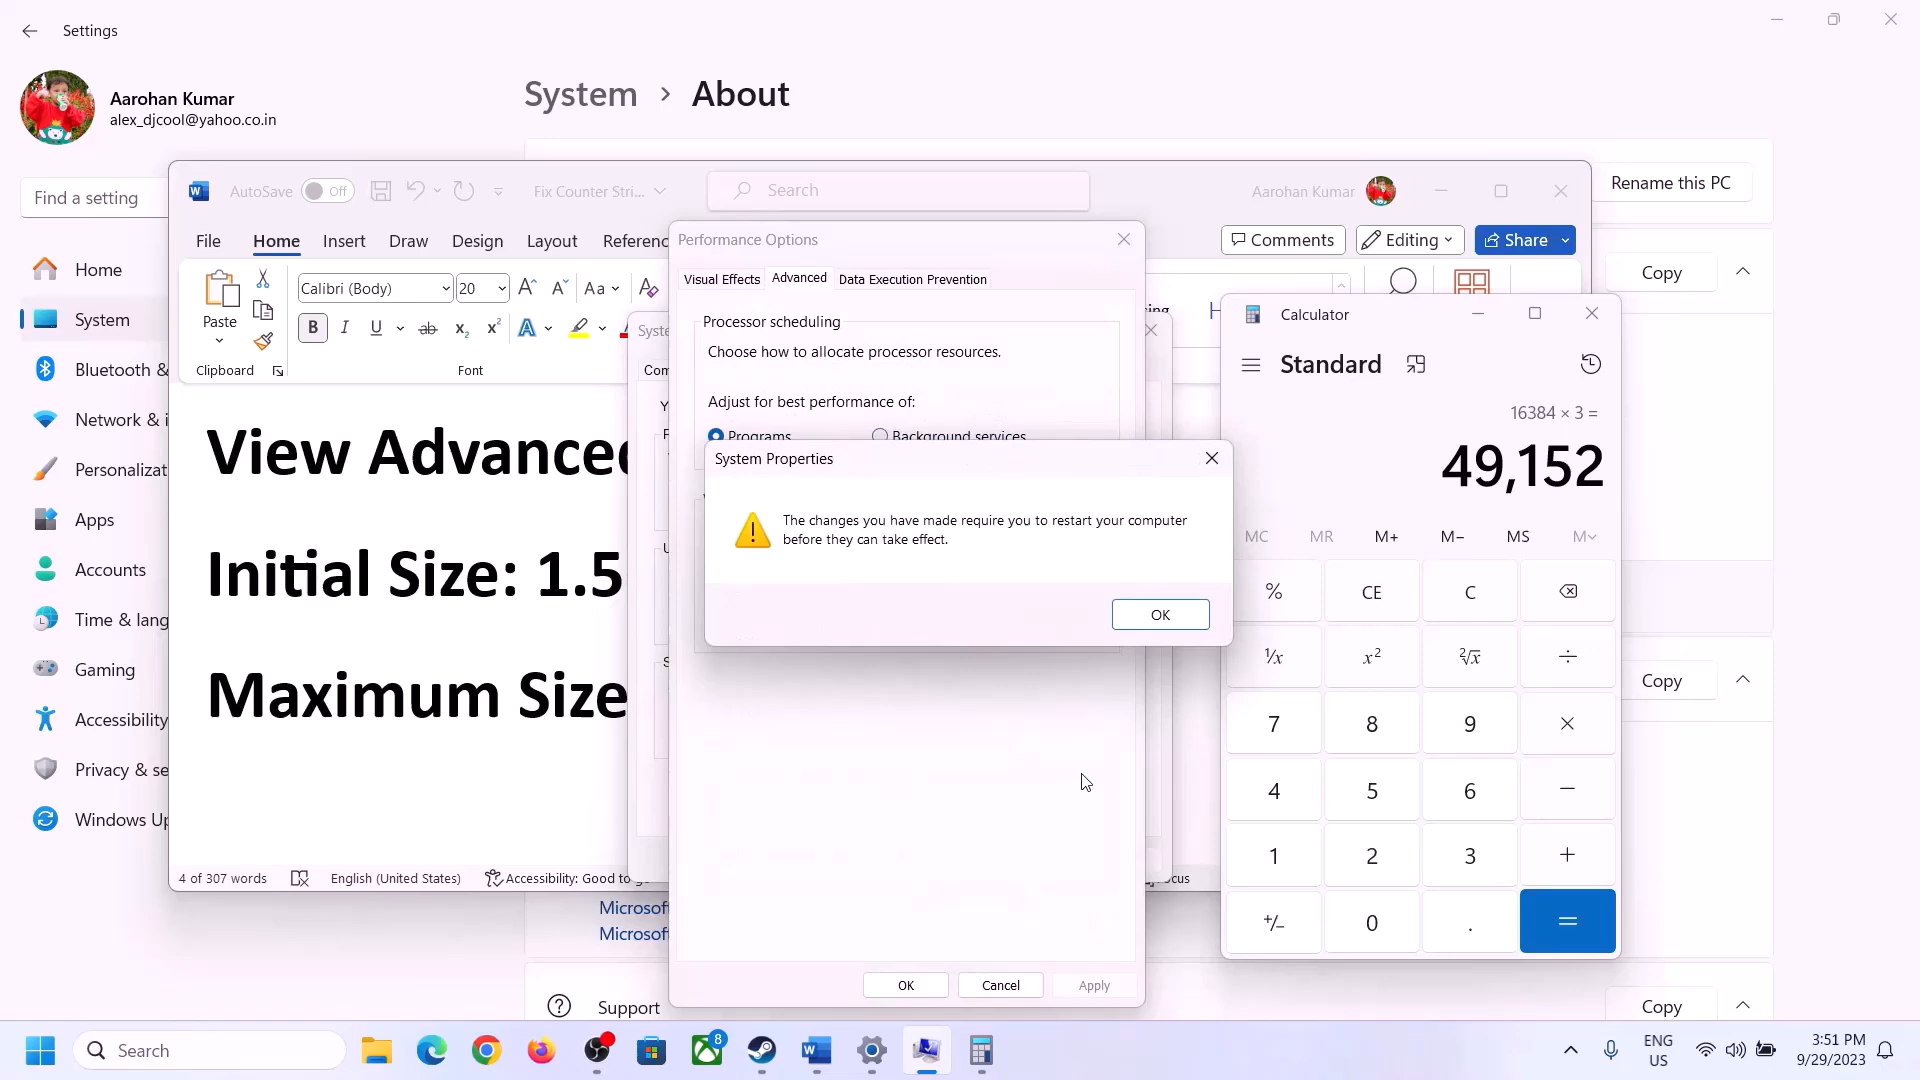 Settings
Aarohan Kumar
alex_djcool@yahoo.co.in
Find a setting
Home
System
Bluetooth &
Network & i
Personalizat
Apps
Accounts
Time & lang
Gaming
Accessibility
Privacy & se
Windows Up
System > About
Rename this PC
Copy
Copy
Copy
Support
AutoSave Off
Fix Counter Stri...
Search
Aarohan Kumar
File Home Insert Draw Design Layout Referenc
Comments Editing Share
Paste
Calibri (Body) 20
Aa
B I U ab
Clipboard
Font
View Advanced
Initial Size: 1.5
Maximum Size
4 of 307 words
English (United States)
Accessibility: Good to g
Microsof
Microsof
Syste
Com
Performance Options
Visual Effects Advanced Data Execution Prevention
Processor scheduling
Choose how to allocate processor resources.
Adjust for best performance of:
Programs Background services
System Properties
The changes you have made require you to restart your computer
before they can take effect.
OK
OK Cancel Apply
Calculator
Standard
16384 × 3 =
49,152
MC MR M+ M− MS M
% CE C
¹/x x² ²√x ÷
7 8 9 ×
4 5 6 −
1 2 3 +
+/− 0 . =
Search
8
ENG
US
3:51 PM
9/29/2023